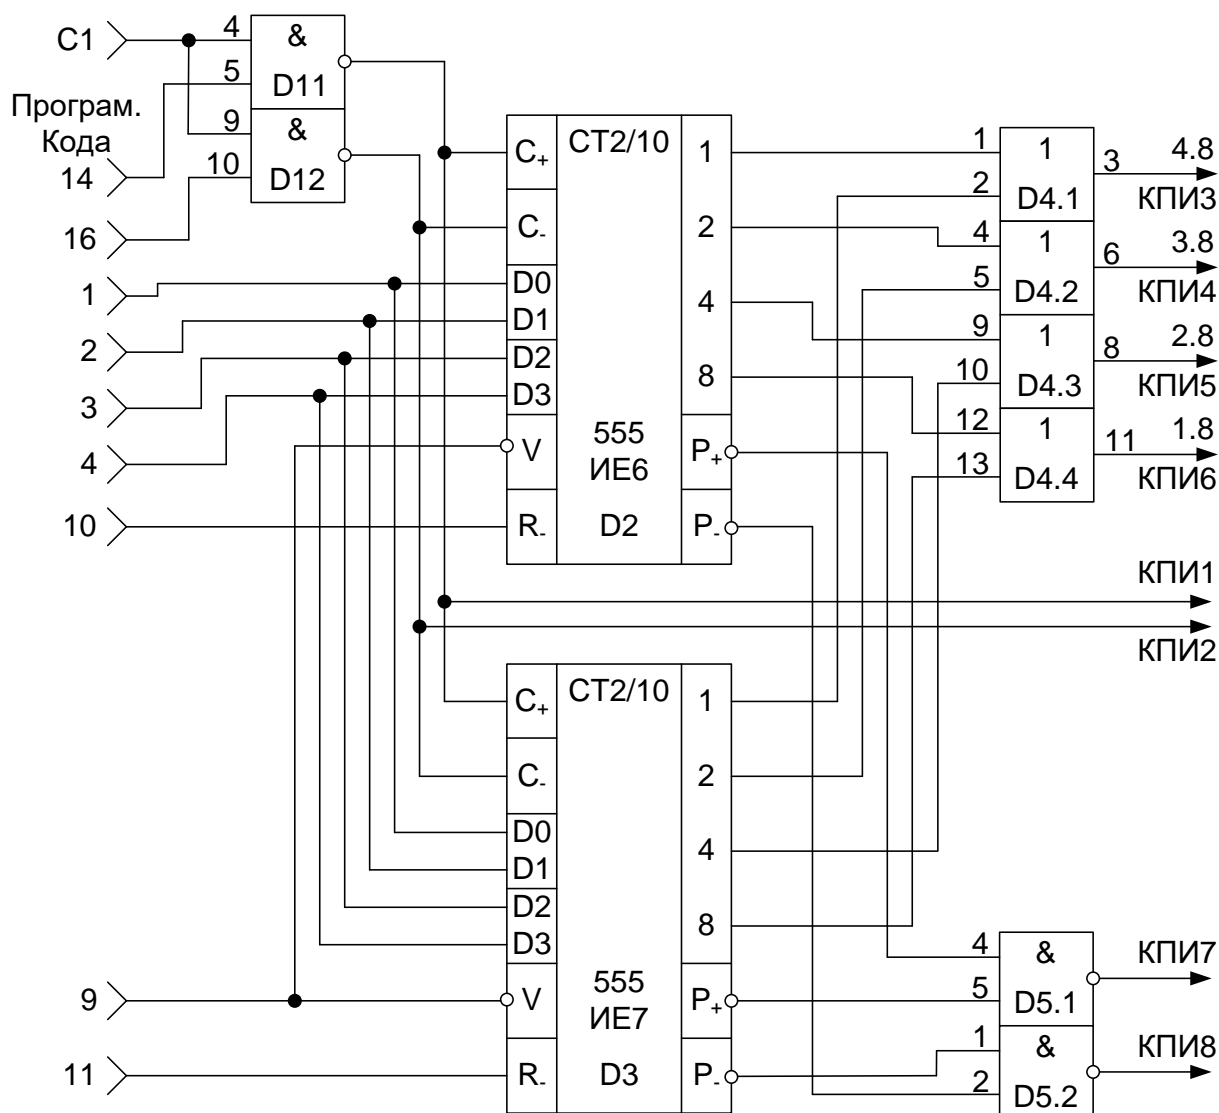 С1
Програм.
Кода
14
16
1
2
3
4
10
9
11
4
5
9
10
&
D11
&
D12
C+
C-
D0
D1
D2
D3
V
R-
CT2/10
555
ИЕ6
D2
1
2
4
8
P+
P-
1
2
4
5
9
10
12
13
1
D4.1
1
D4.2
1
D4.3
1
D4.4
3
4.8
КПИ3
6
3.8
КПИ4
8
2.8
КПИ5
11
1.8
КПИ6
КПИ1
КПИ2
C+
C-
D0
D1
D2
D3
V
R-
CT2/10
555
ИЕ7
D3
1
2
4
8
P+
P-
4
5
1
2
&
D5.1
&
D5.2
КПИ7
КПИ8